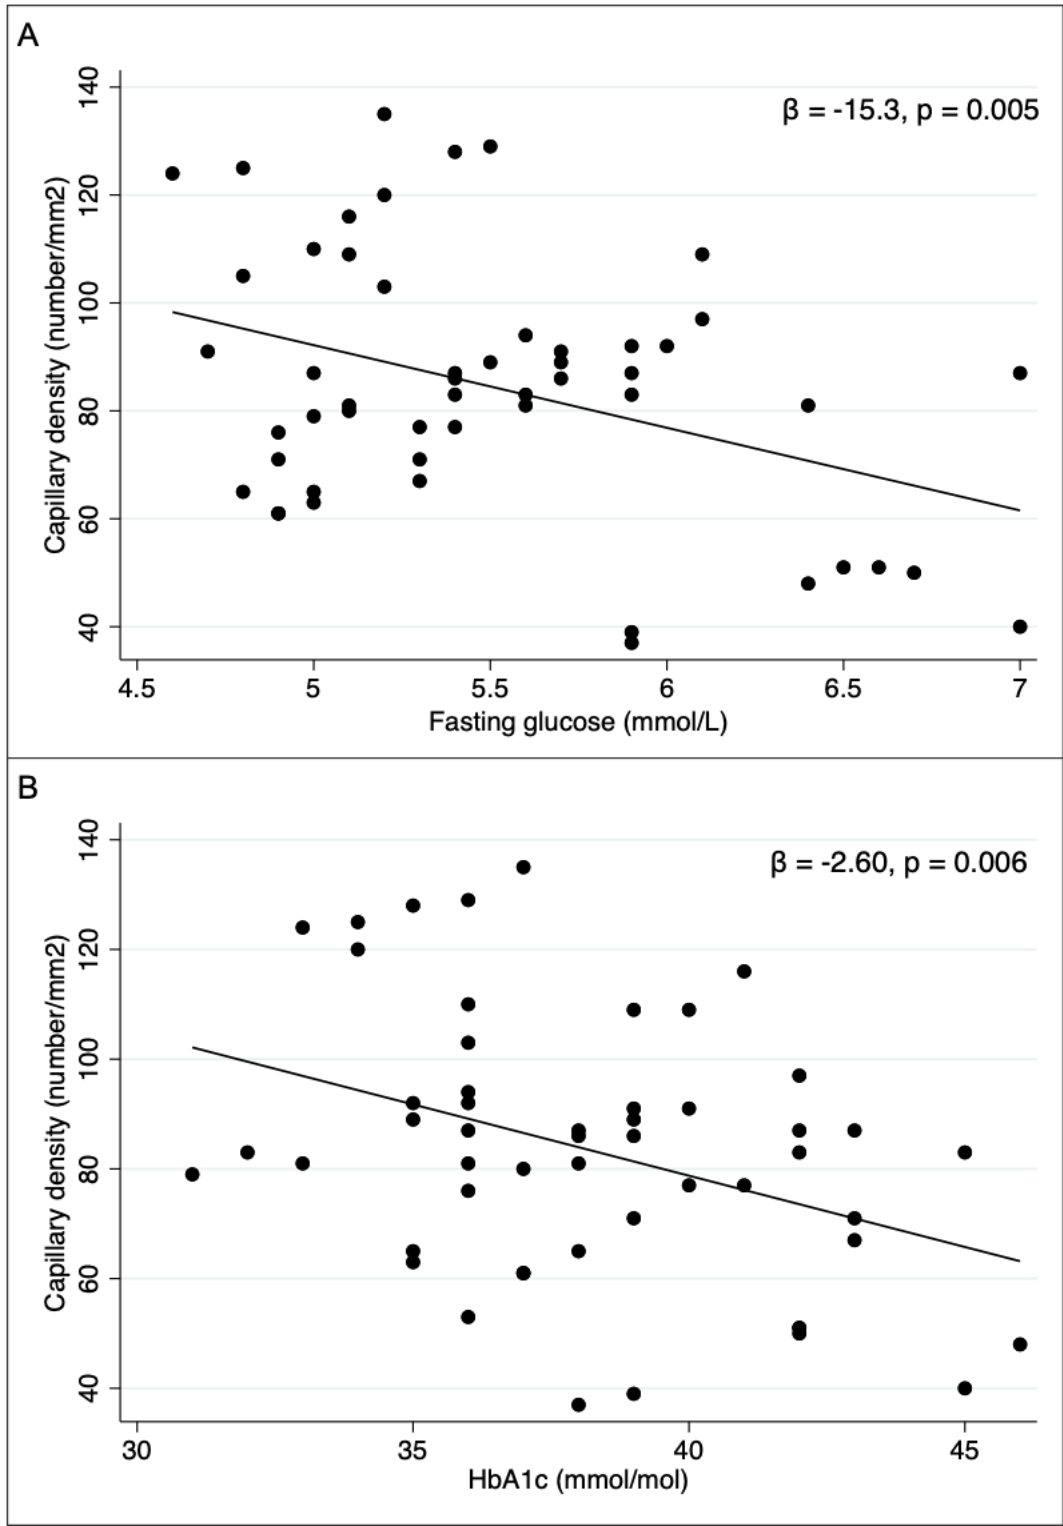 A
β = -15.3, p = 0.005
Capillary density (number/mm2)
140
120
100
80
60
40
4.5 5 5.5 6 6.5 7
Fasting glucose (mmol/L)
B
β = -2.60, p = 0.006
Capillary density (number/mm2)
140
120
100
80
60
40
30 35 40 45
HbA1c (mmol/mol)